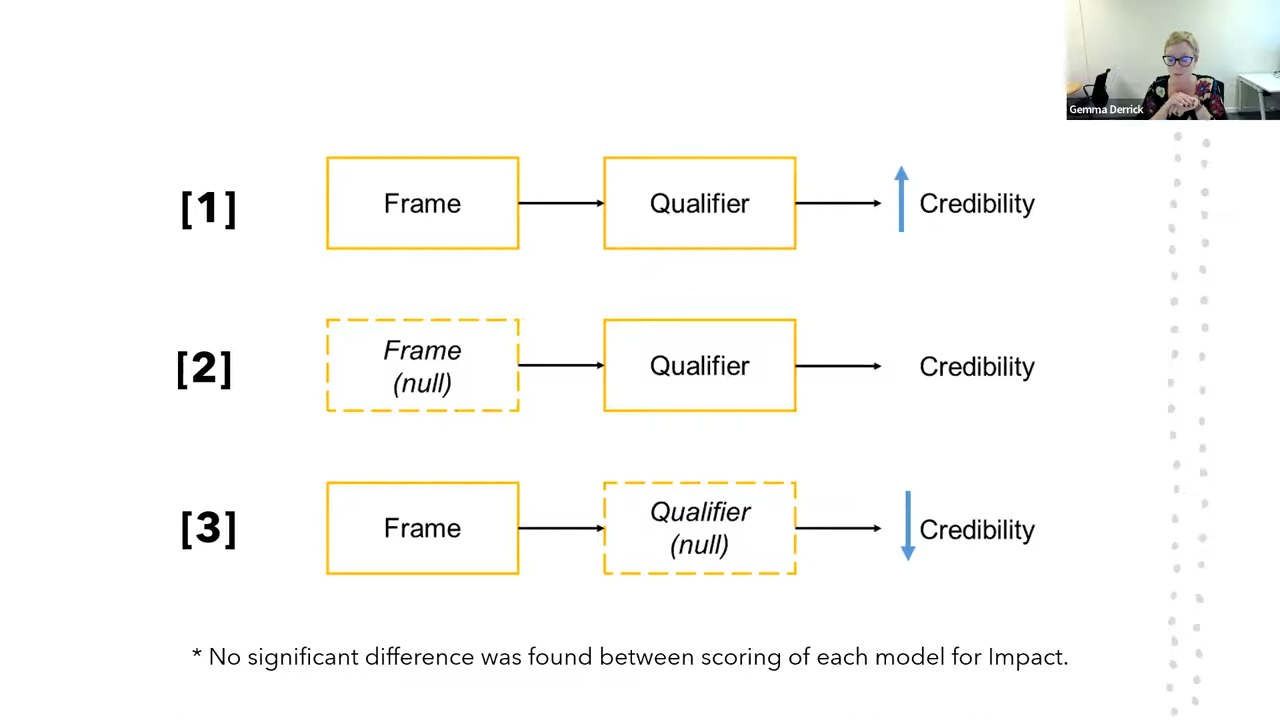 Gemma Derrick
[1]
Frame
Qualifier
Credibility
[2]
Frame
(null)
Qualifier
Credibility
[3]
Frame
Qualifier
(null)
Credibility
* No significant difference was found between scoring of each model for Impact.